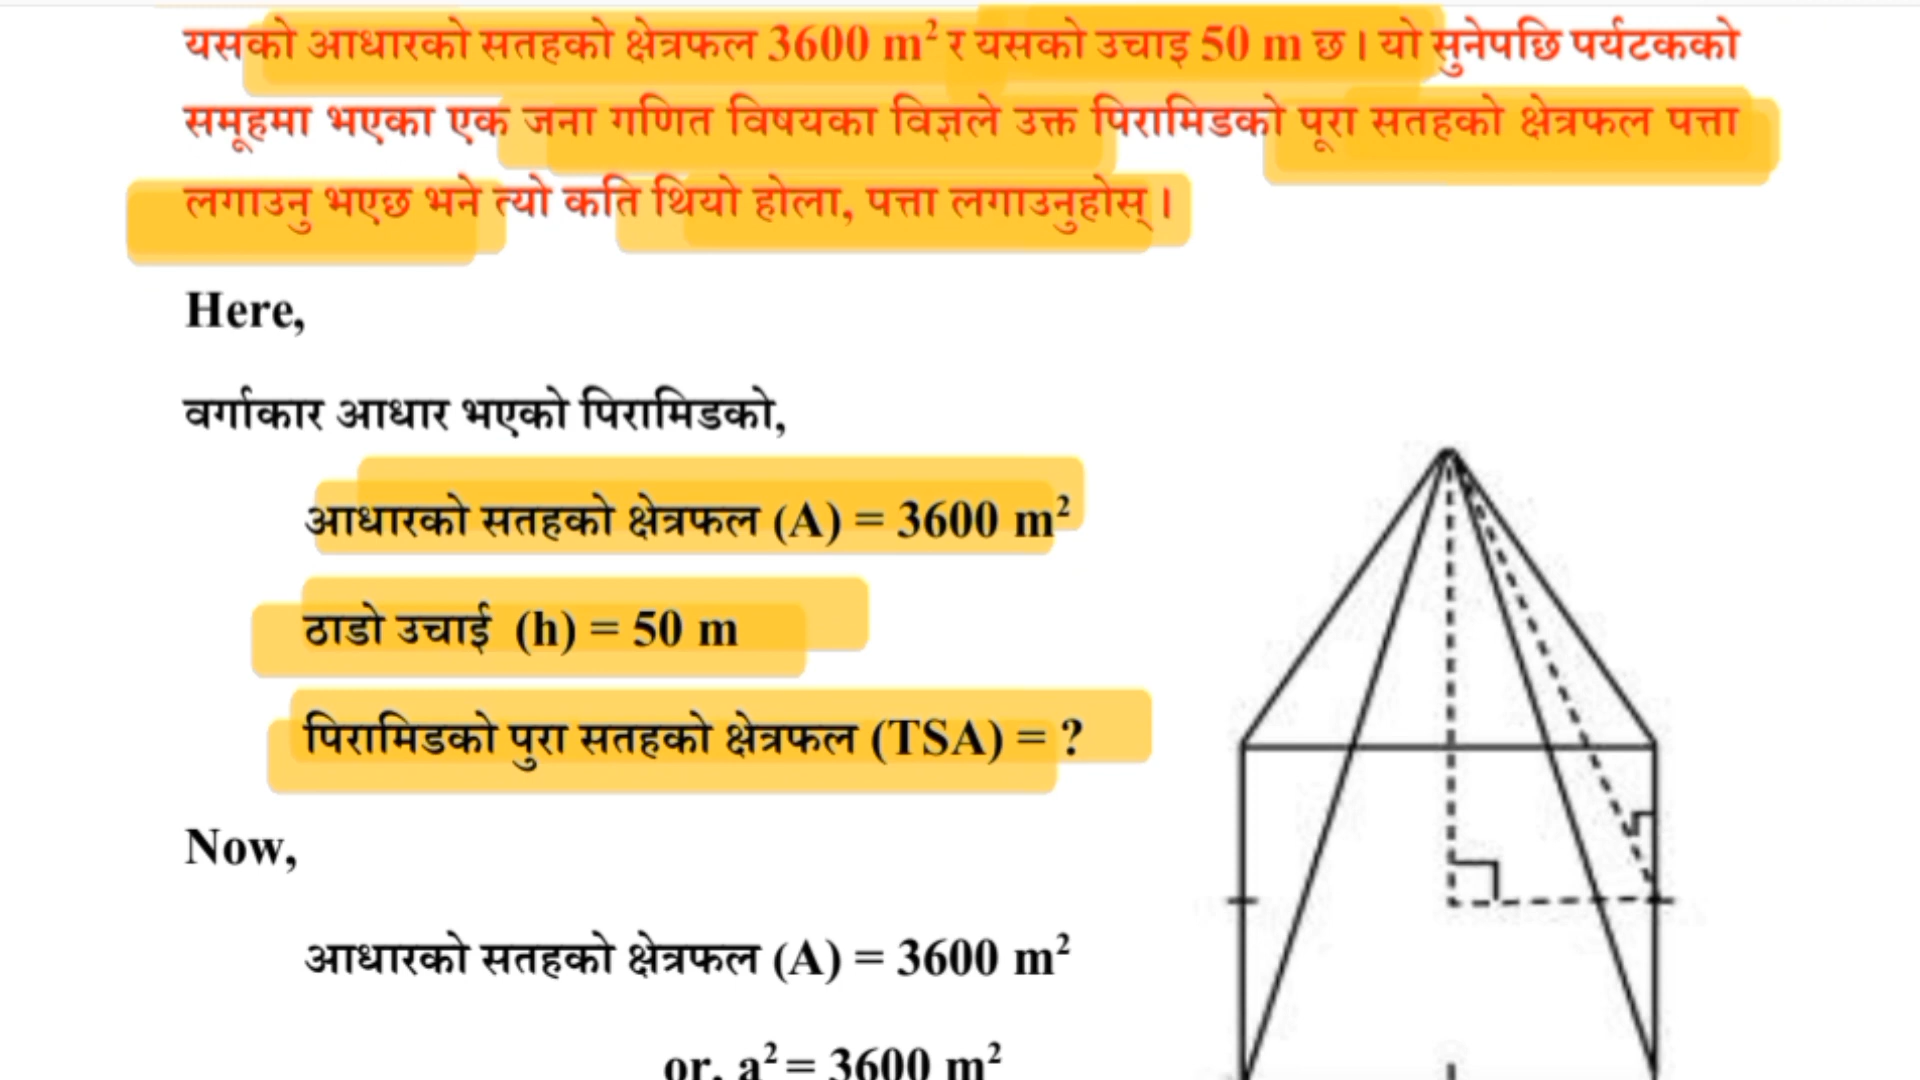 यसको आधारको सतहको क्षेत्रफल 3600 m² र यसको उचाइ 50 m छ । यो सुनेपछि पर्यटकको
समूहमा भएका एक जना गणित विषयका विज्ञले उक्त पिरामिडको पूरा सतहको क्षेत्रफल पत्ता
लगाउनु भएछ भने त्यो कति थियो होला, पत्ता लगाउनुहोस् ।
Here,
वर्गाकार आधार भएको पिरामिडको,
आधारको सतहको क्षेत्रफल (A) = 3600 m²
ठाडो उचाई (h) = 50 m
पिरामिडको पुरा सतहको क्षेत्रफल (TSA) = ?
Now,
आधारको सतहको क्षेत्रफल (A) = 3600 m²
or, a² = 3600 m²